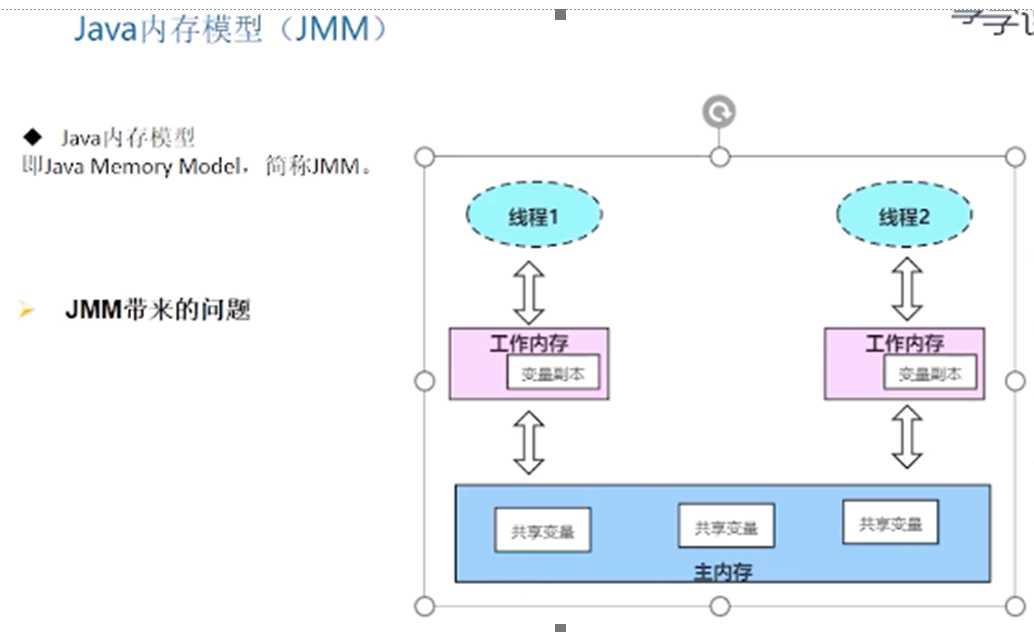 Java内存模型（JMM）
Java内存模型
即Java Memory Model，简称JMM。
JMM带来的问题
线程1
线程2
工作内存
变量副本
工作内存
变量副本
共享变量
共享变量
共享变量
主内存